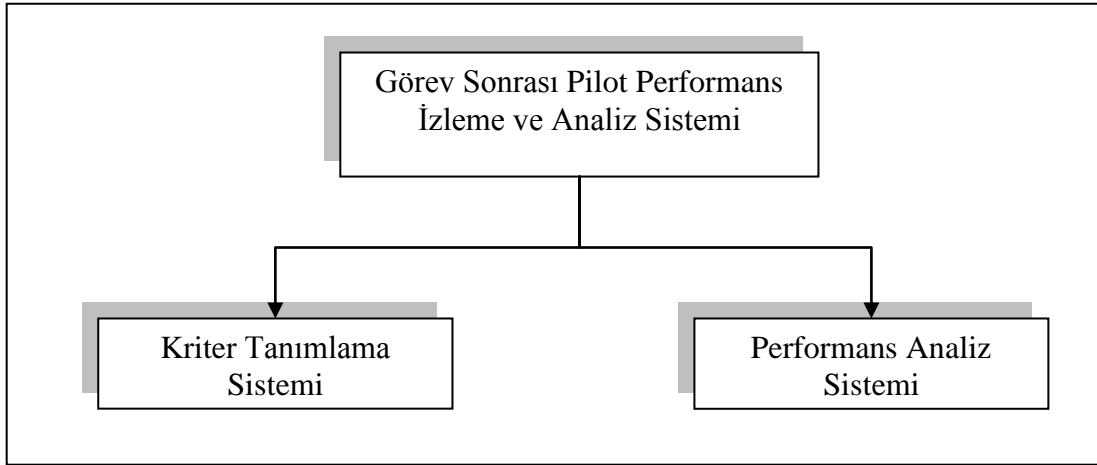 Görev Sonrası Pilot Performans
İzleme ve Analiz Sistemi
Kriter Tanımlama
Sistemi
Performans Analiz
Sistemi